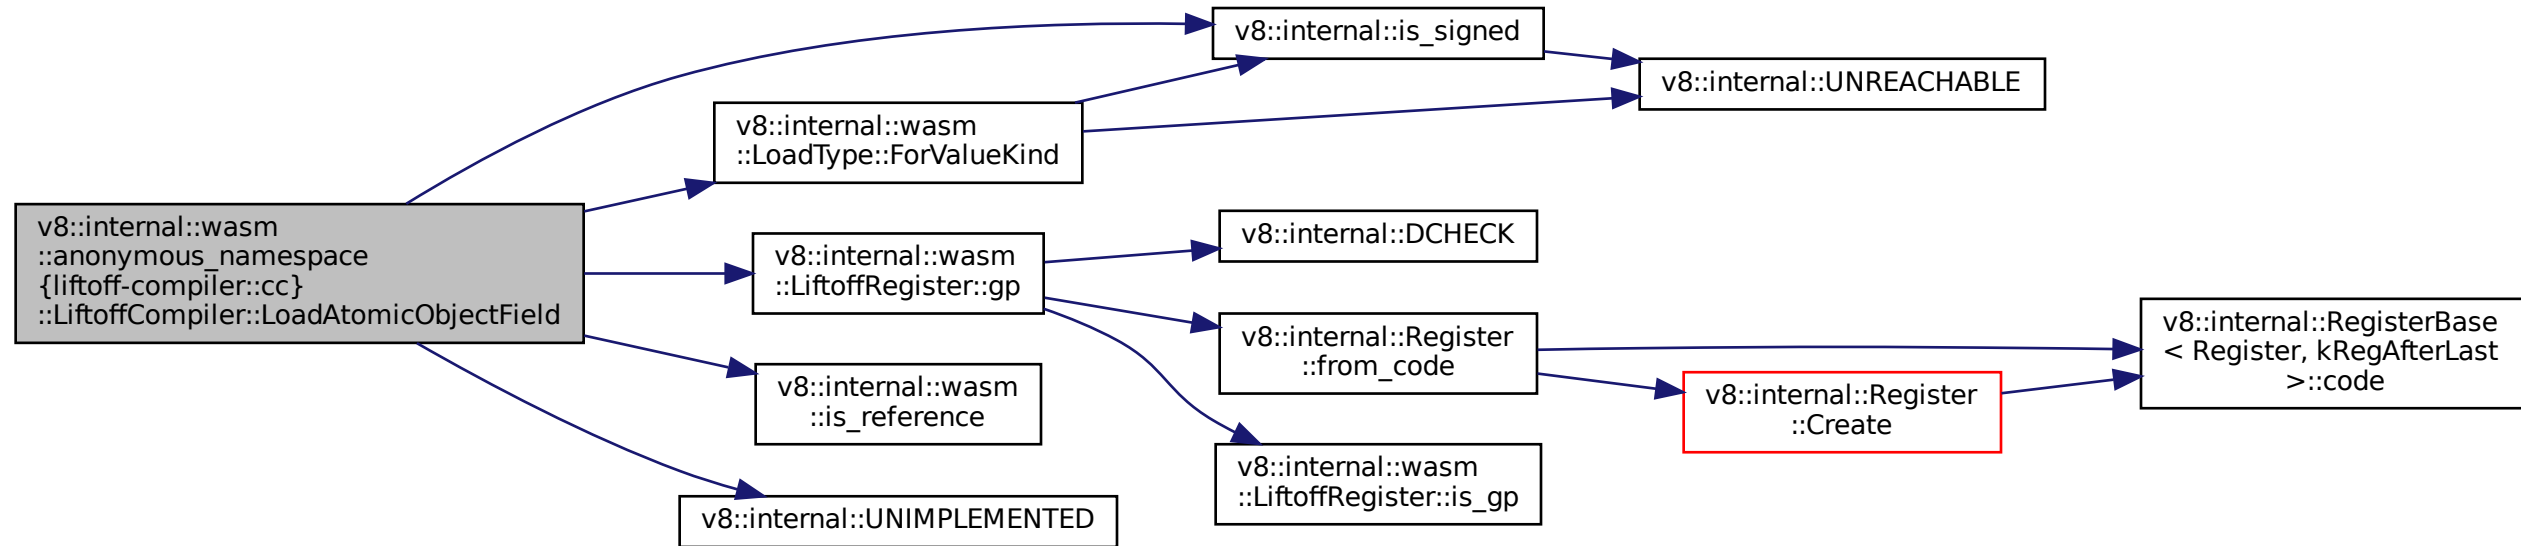 v8::internal::wasm
::anonymous_namespace
{liftoff-compiler::cc}
::LiftoffCompiler::LoadAtomicObjectField
v8::internal::is_signed
v8::internal::UNREACHABLE
v8::internal::wasm
::LoadType::ForValueKind
v8::internal::wasm
::LiftoffRegister::gp
v8::internal::DCHECK
v8::internal::Register
::from_code
v8::internal::RegisterBase
< Register, kRegAfterLast
>::code
v8::internal::Register
::Create
v8::internal::wasm
::LiftoffRegister::is_gp
v8::internal::wasm
::is_reference
v8::internal::UNIMPLEMENTED